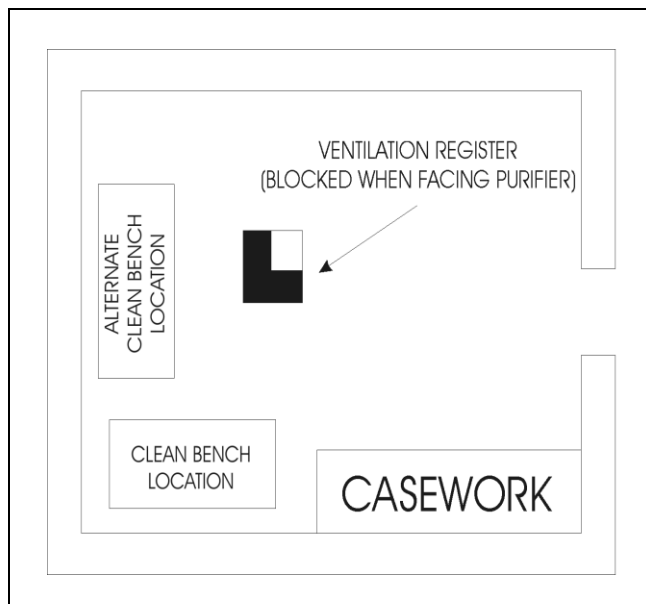 VENTILATION REGISTER
(BLOCKED WHEN FACING PURIFIER)
ALTERNATE
CLEAN BENCH
LOCATION
CLEAN BENCH
LOCATION
CASEWORK